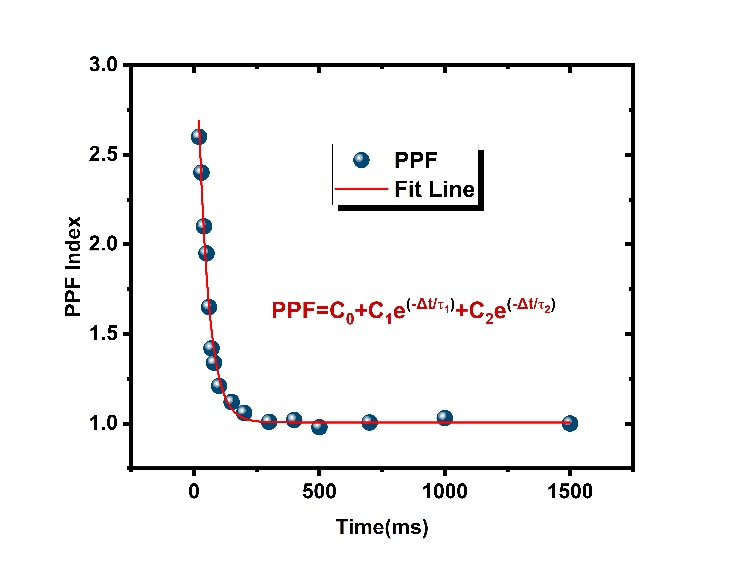 3.0
2.5
2.0
1.5
1.0
PPF Index
PPF
Fit Line
PPF=C₀+C₁e^(-Δt/τ₁)+C₂e^(-Δt/τ₂)
0 500 1000 1500
Time(ms)